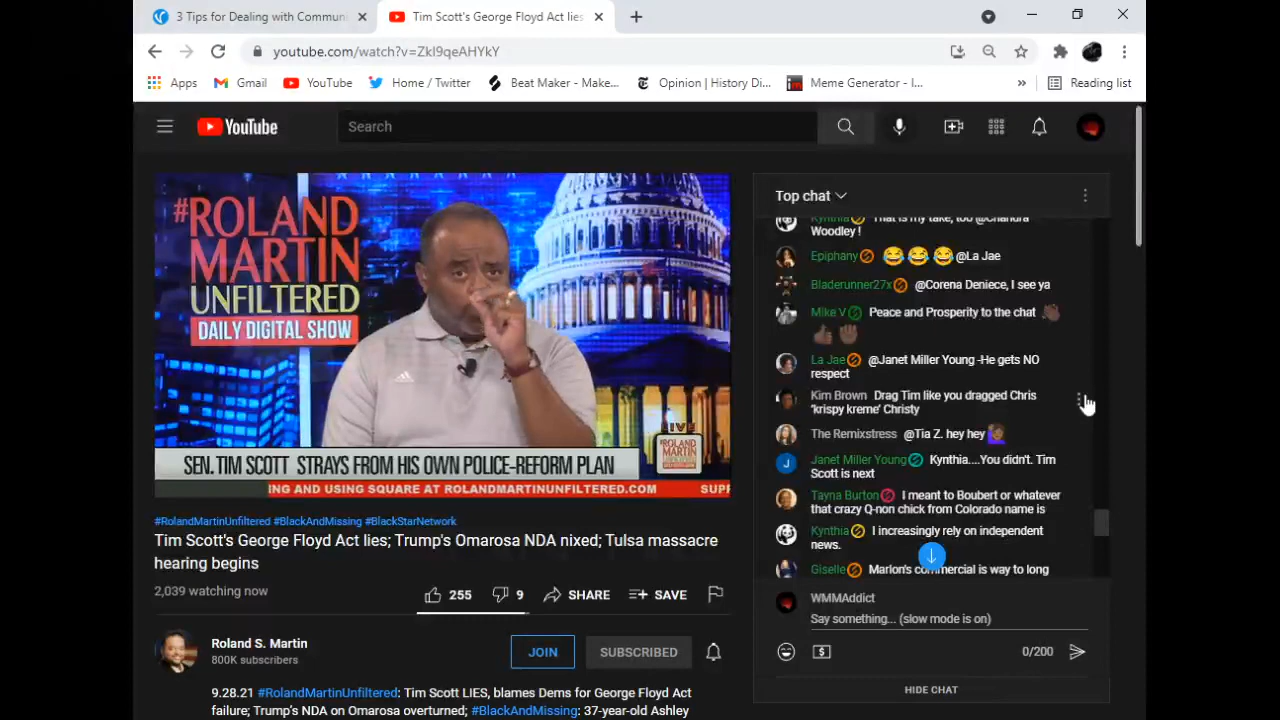 3 Tips for Dealing with Communi
Tim Scott's George Floyd Act lies
youtube.com/watch?v=Zkl9qeAHYkY
Apps
Gmail
YouTube
Home / Twitter
Beat Maker - Make...
Opinion | History Di...
Meme Generator - I...
Reading list
YouTube
Search
#ROLAND
MARTIN
UNFILTERED
DAILY DIGITAL SHOW
LIVE
ROLAND
MARTIN
SEN. TIM SCOTT STRAYS FROM HIS OWN POLICE-REFORM PLAN
ING AND USING SQUARE AT ROLANDMARTINUNFILTERED.COM SUPP
#RolandMartinUnfiltered #BlackAndMissing #BlackStarNetwork
Tim Scott's George Floyd Act lies; Trump's Omarosa NDA nixed; Tulsa massacre
hearing begins
2,039 watching now
255 9 SHARE SAVE
Roland S. Martin
800K subscribers
JOIN
SUBSCRIBED
9.28.21 #RolandMartinUnfiltered: Tim Scott LIES, blames Dems for George Floyd Act
failure; Trump's NDA on Omarosa overturned; #BlackAndMissing: 37-year-old Ashley
Top chat
Kynthia That is my take, too @Chandra
Woodley !
Epiphany 😂😂😂 @La Jae
Bladerunner27x @Corena Deniece, I see ya
Mike V Peace and Prosperity to the chat
La Jae @Janet Miller Young -He gets NO
respect
Kim Brown Drag Tim like you dragged Chris
'krispy kreme' Christy
The Remixstress @Tia Z. hey hey
J Janet Miller Young Kynthia....You didn't. Tim
Scott is next
Tayna Burton I meant to Boubert or whatever
that crazy Q-non chick from Colorado name is
Kynthia I increasingly rely on independent
news.
Giselle Marlon's commercial is way to long
WMMAddict
Say something... (slow mode is on)
0/200
HIDE CHAT